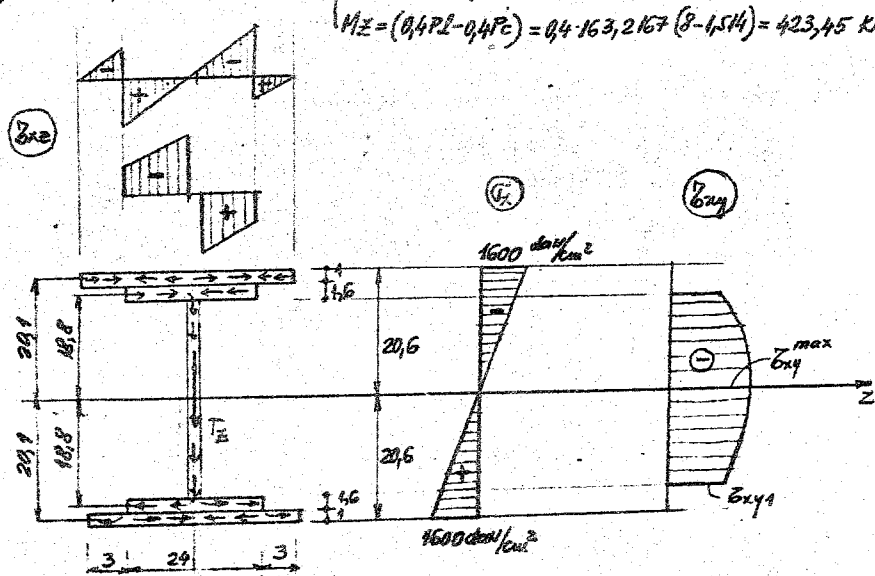 Mz = (0,4Pl-0,4Pc) = 0,4·163,2167 (8-1,514) = 423,45 K
τxz
σx
τxy
1600 daN/cm²
1
1,6
20,1
18,8
20,6
-
τxy max
z
20,1
18,8
20,6
+
1,6
1
τxy1
1600 daN/cm²
3
24
3